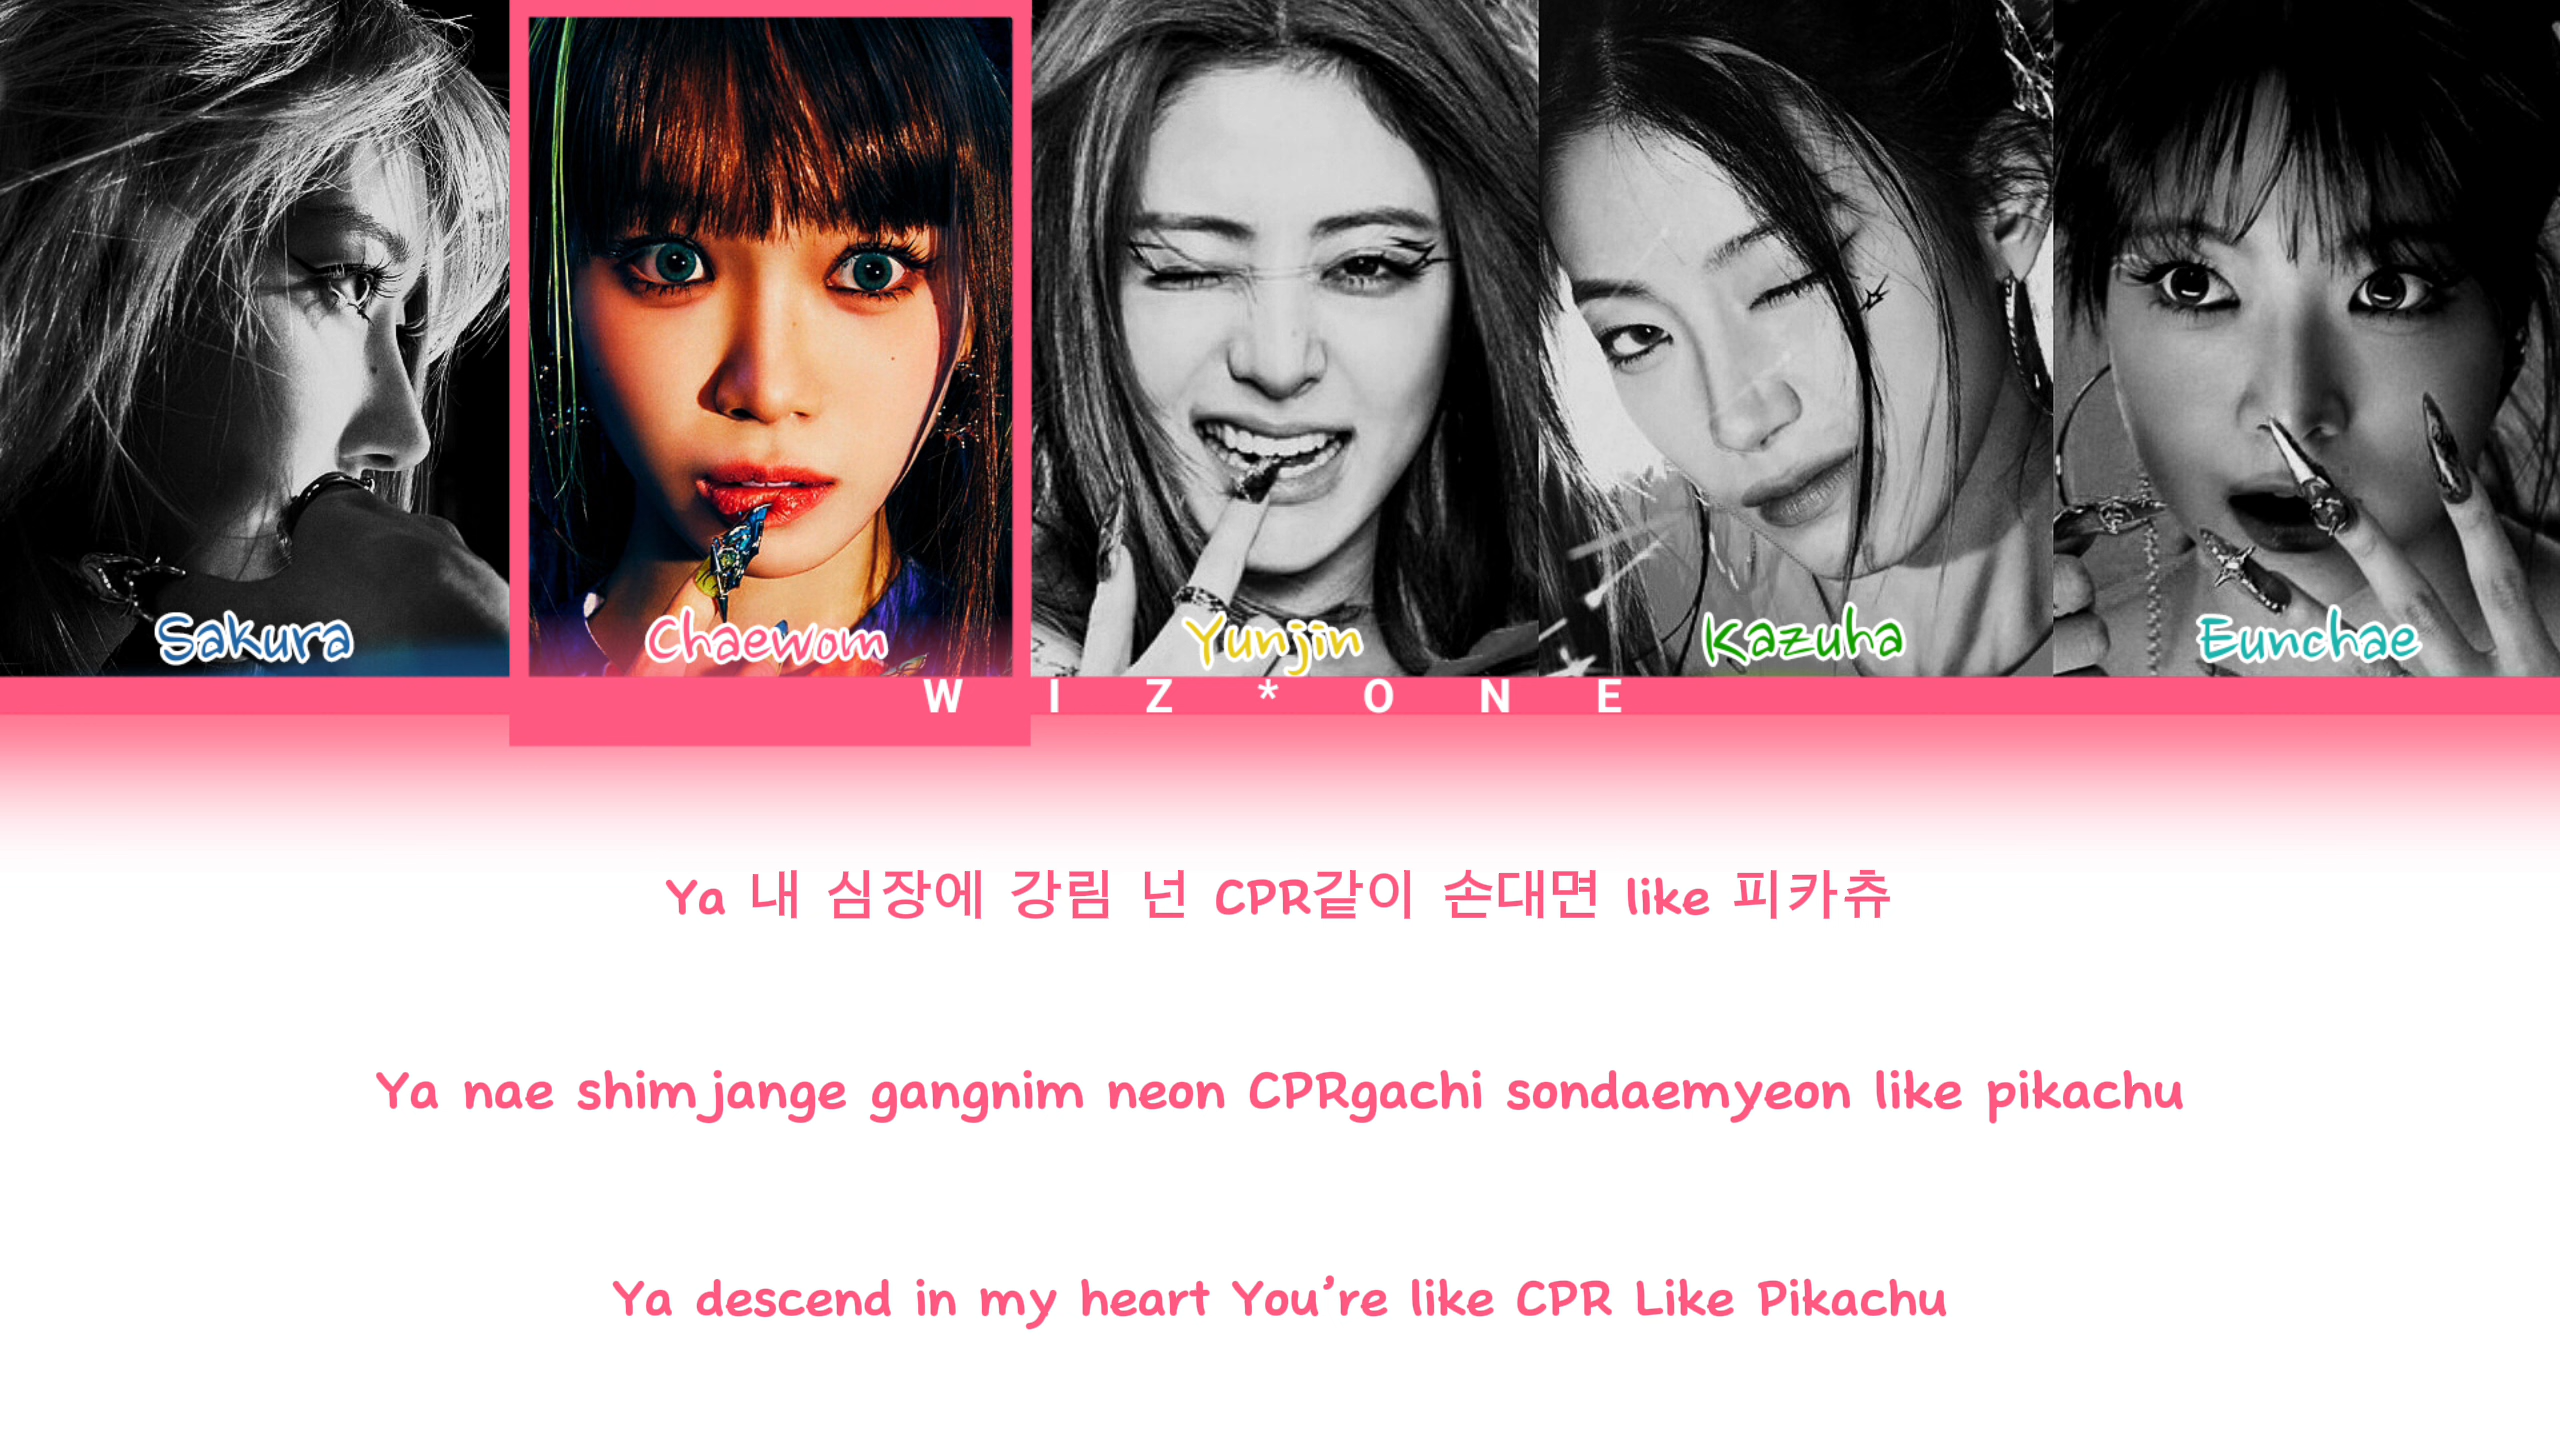 Sakura
Chaewom
Yunjin
Kazuha
Eunchae
W I Z * O N E
Ya 내 심장에 강림 넌 CPR같이 손대면 like 피카츄
Ya nae shimjange gangnim neon CPRgachi sondaemyeon like pikachu
Ya descend in my heart You're like CPR Like Pikachu